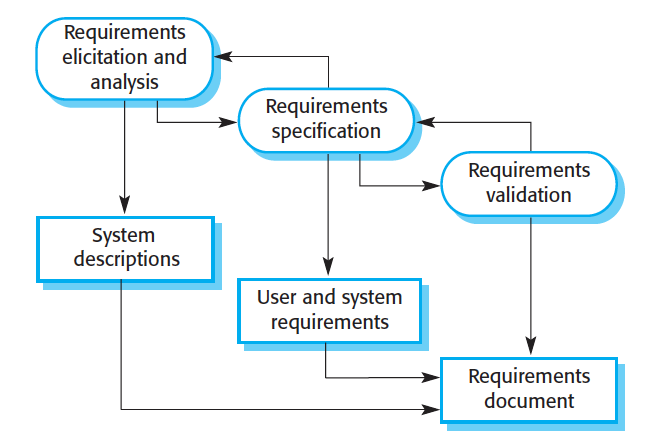 Requirements
elicitation and
analysis
Requirements
specification
Requirements
validation
System
descriptions
User and system
requirements
Requirements
document